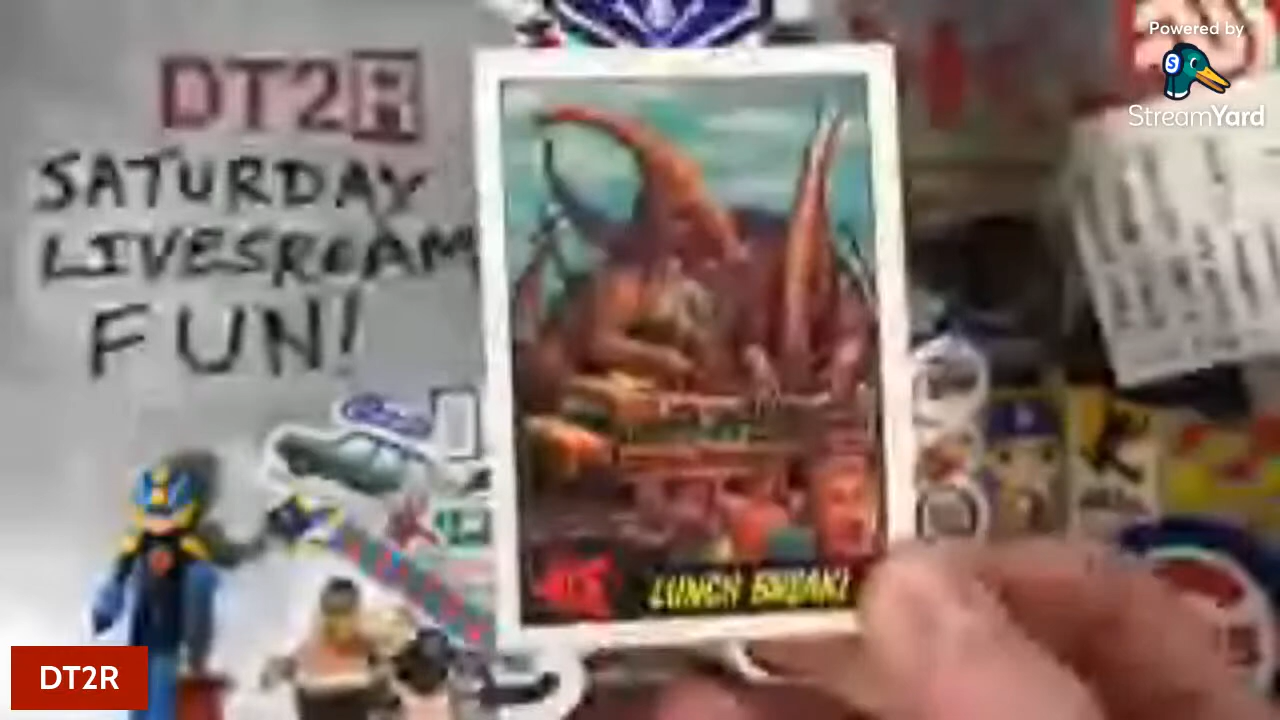 Powered by
StreamYard
DT2R
SATURDAY
LIVESREAM
FUN!
LUNCH BREAK!
DT2R